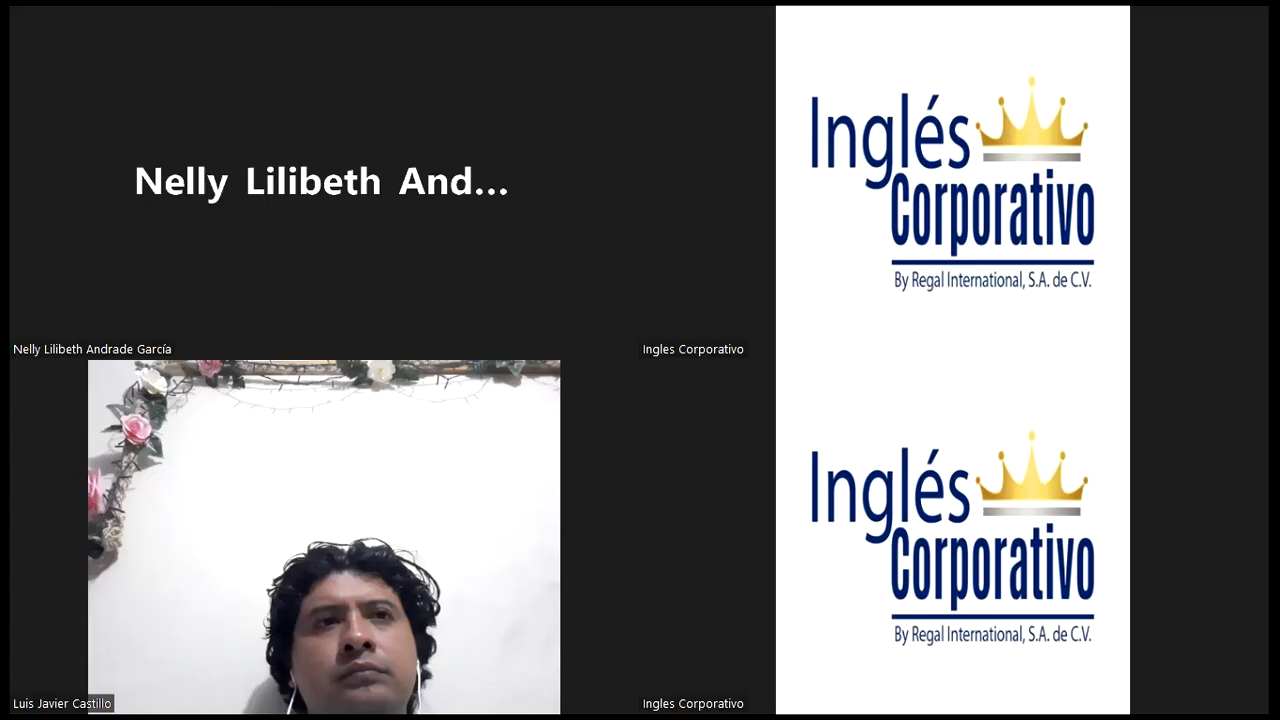 Nelly Lilibeth And...
Nelly Lilibeth Andrade García
Inglés
Corporativo
By Regal International, S.A. de C.V.
Ingles Corporativo
Luis Javier Castillo
Inglés
Corporativo
By Regal International, S.A. de C.V.
Ingles Corporativo